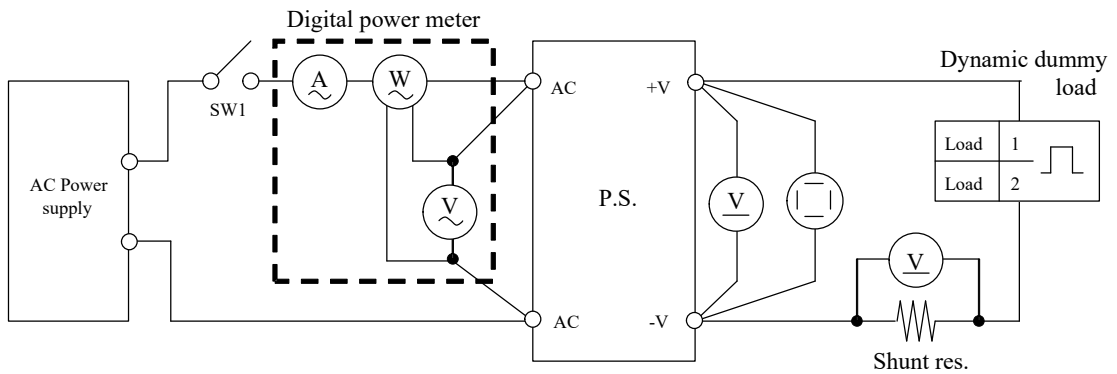 Digital power meter
Dynamic dummy
load
A
W
SW1
AC
+V
Load 1
Load 2
AC Power
supply
V
P.S.
V
V
AC
-V
Shunt res.